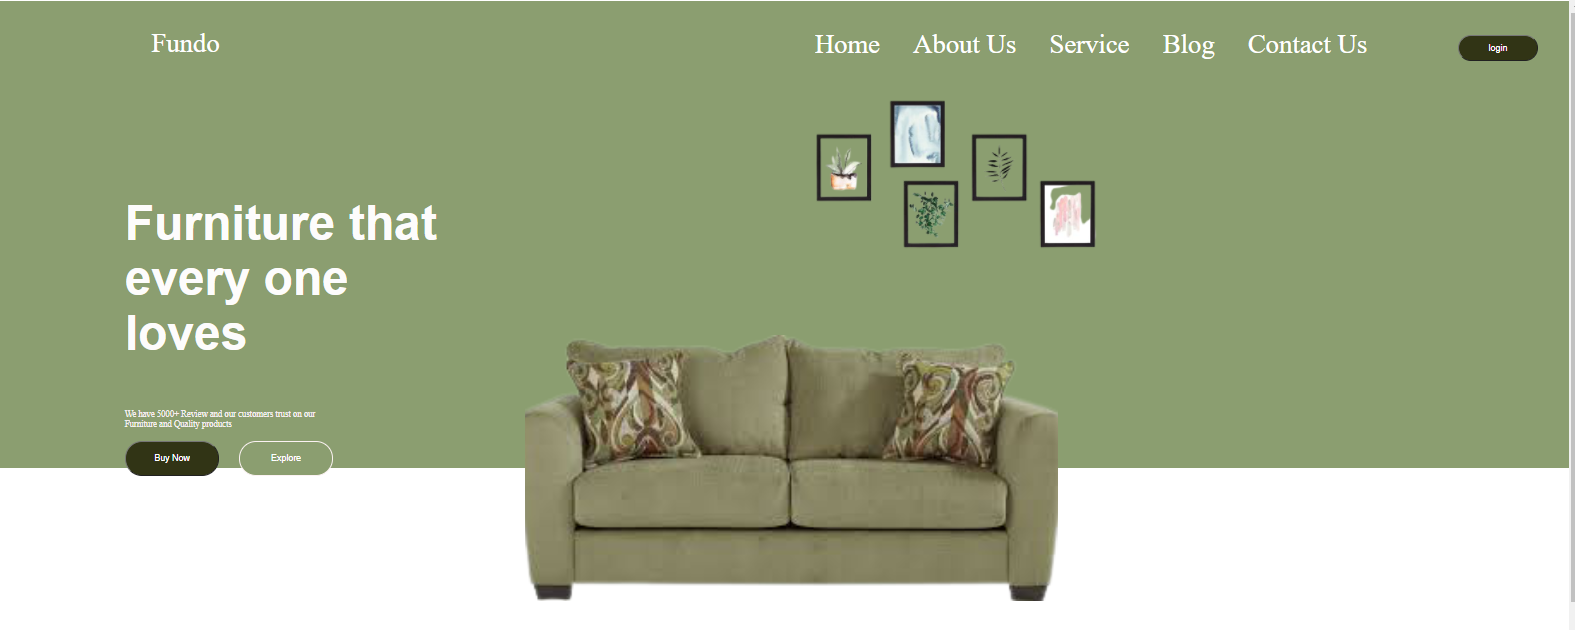 Fundo
Home About Us Service Blog Contact Us
login
Furniture that
every one
loves
We have 5000+ Review and our customers trust on our
Furniture and Quality products
Buy Now Explore